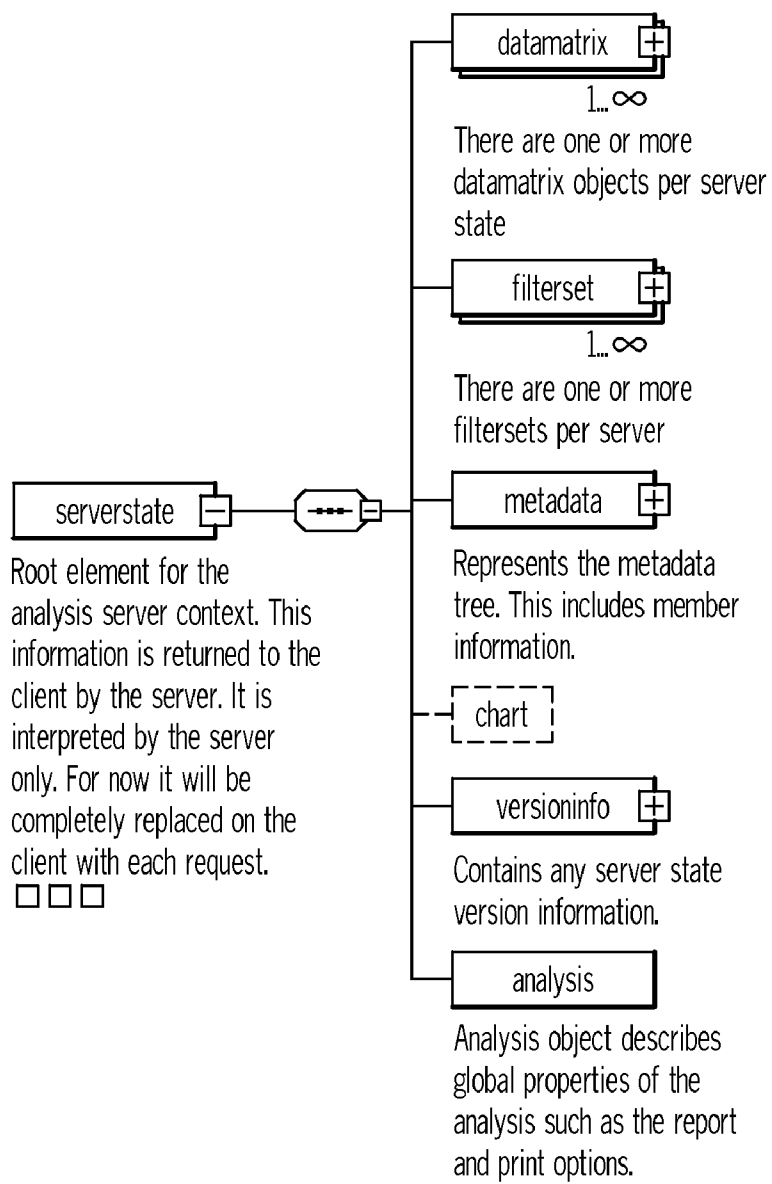 datamatrix
1...∞
There are one or more
datamatrix objects per server
state
filterset
1...∞
There are one or more
filtersets per server
serverstate
Root element for the
analysis server context. This
information is returned to the
client by the server. It is
interpreted by the server
only. For now it will be
completely replaced on the
client with each request.
metadata
Represents the metadata
tree. This includes member
information.
chart
versioninfo
Contains any server state
version information.
analysis
Analysis object describes
global properties of the
analysis such as the report
and print options.